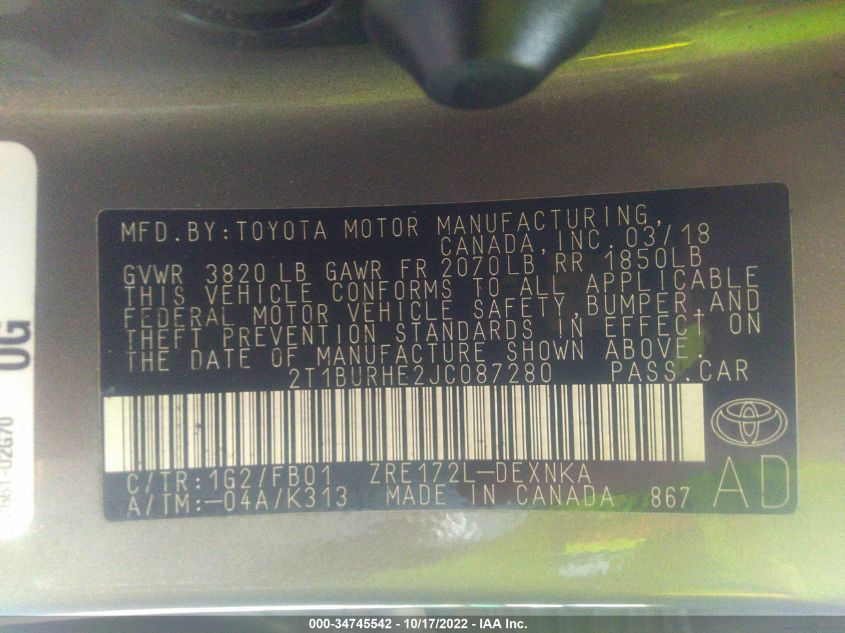 MFD.BY:TOYOTA MOTOR MANUFACTURING,
CANADA,INC. 03/18
GVWR 3820LB GAWR FR 2070LB RR 1850LB
THIS VEHICLE CONFORMS TO ALL APPLICABLE
FEDERAL MOTOR VEHICLE SAFETY,BUMPER,AND
THEFT PREVENTION STANDARDS IN EFFECT ON
THE DATE OF MANUFACTURE SHOWN ABOVE.
2T1BURHE2JC087280 PASS.CAR
C/TR:1G2/FB01 ZRE172L-DEXNKA
A/TM:-04A/K313 MADE IN CANADA 867
AD
0G
000-34745542 - 10/17/2022 - IAA Inc.